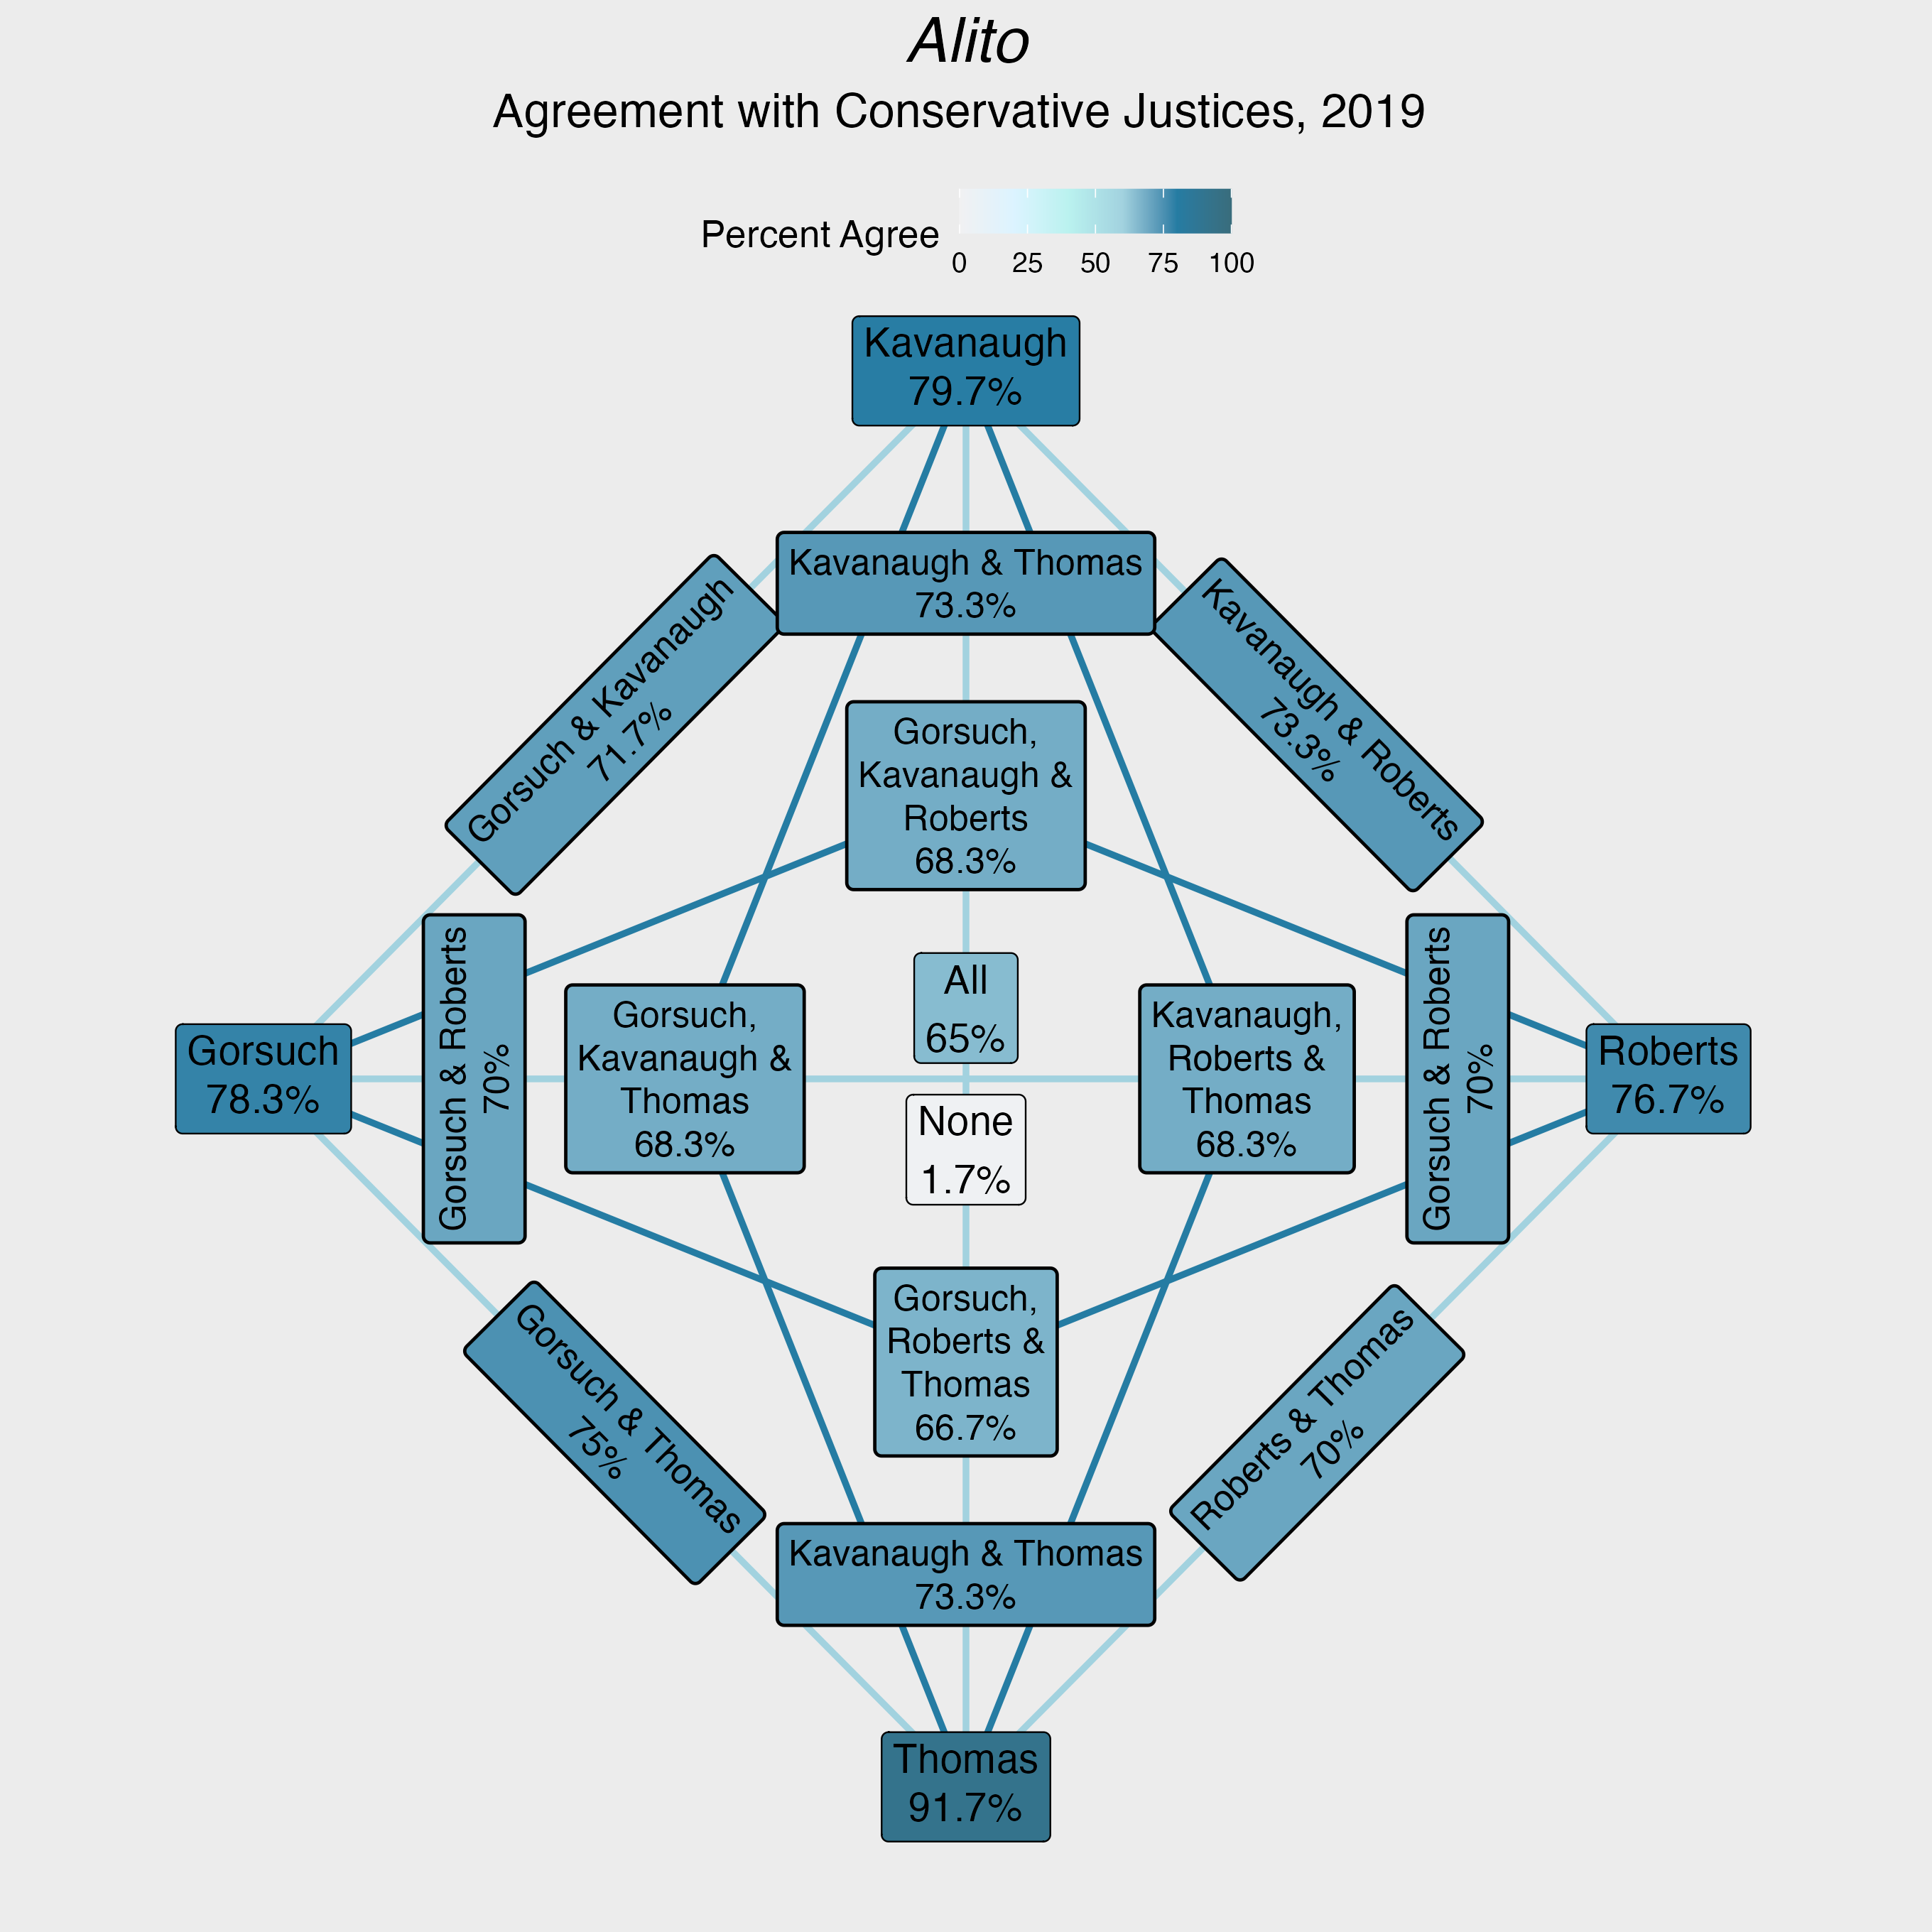 Alito
Agreement with Conservative Justices, 2019
Percent Agree
0 25 50 75 100
Kavanaugh
79.7%
Kavanaugh & Thomas
73.3%
Gorsuch & Kavanaugh
71.7%
Kavanaugh & Roberts
73.3%
Gorsuch,
Kavanaugh &
Roberts
68.3%
Gorsuch
78.3%
Gorsuch & Roberts
70%
Gorsuch,
Kavanaugh &
Thomas
68.3%
All
65%
None
1.7%
Kavanaugh,
Roberts &
Thomas
68.3%
Gorsuch & Roberts
70%
Roberts
76.7%
Gorsuch,
Roberts &
Thomas
66.7%
Gorsuch & Thomas
75%
Roberts & Thomas
70%
Kavanaugh & Thomas
73.3%
Thomas
91.7%